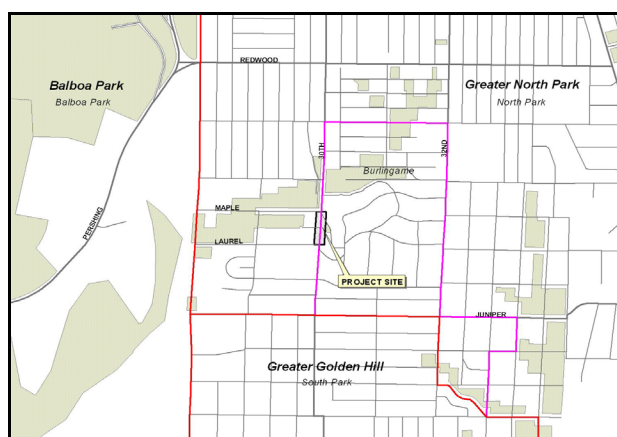 REDWOOD
Balboa Park
Balboa Park
Greater North Park
North Park
30TH
32ND
Burlingame
MAPLE
PERSHING
LAUREL
PROJECT SITE
JUNIPER
Greater Golden Hill
South Park